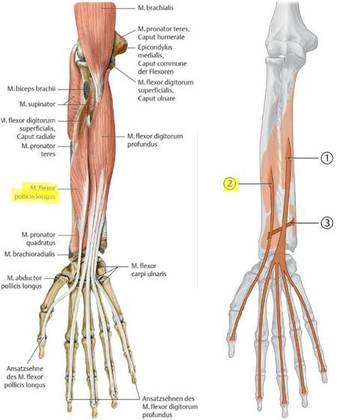 M. brachialis
M. pronator teres,
Caput humerale
Epicondylus
medialis,
Caput commune
der Flexoren
M. flexor digitorum
superficialis,
Caput ulnare
M. biceps brachii
M. supinator
M. flexor digitorum
superficialis,
Caput radiale
M. pronator
teres
M. flexor digitorum
profundus
M. flexor
pollicis longus
M. pronator
quadratus
M. brachioradialis
M. abductor
pollicis longus
M. flexor
carpi ulnaris
Ansatzsehne
des M. flexor
pollicis longus
Ansatzsehnen des
M. flexor digitorum
profundus
1
2
3